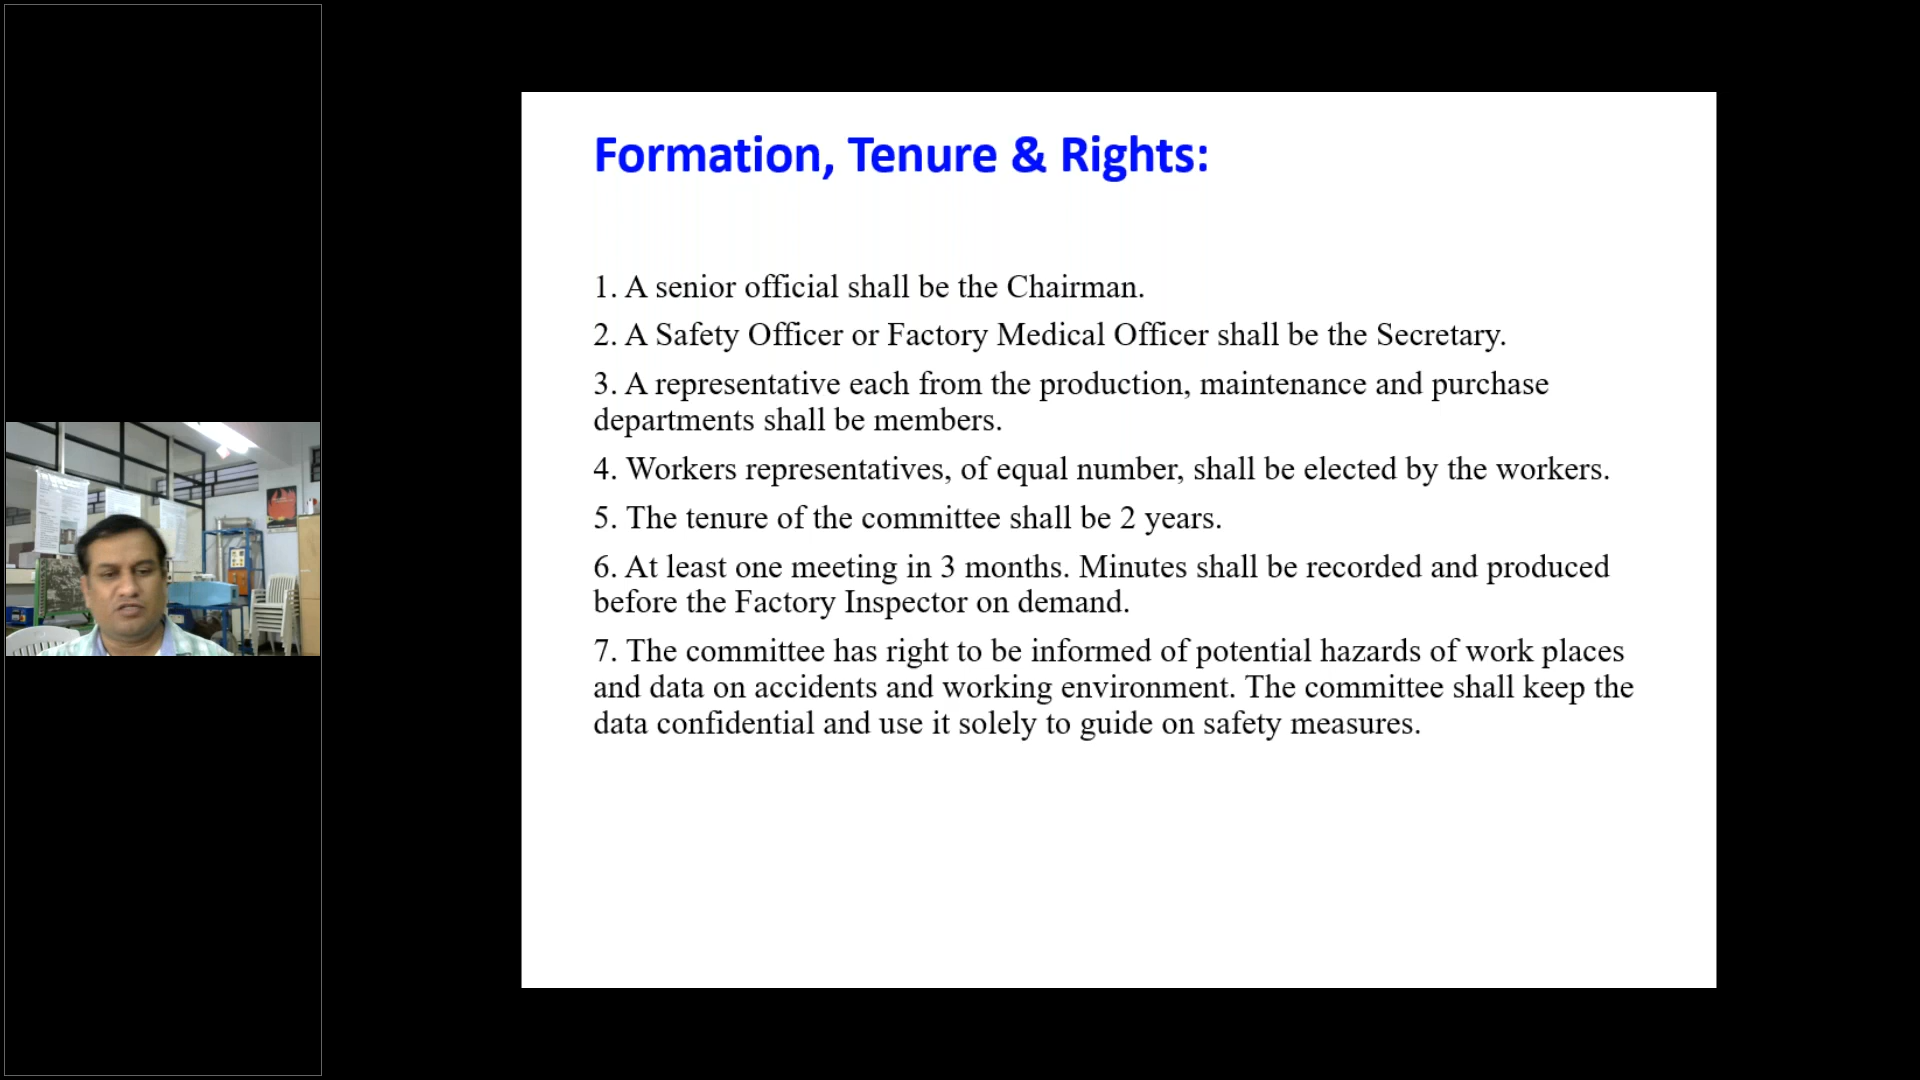 Formation, Tenure & Rights:
1. A senior official shall be the Chairman.
2. A Safety Officer or Factory Medical Officer shall be the Secretary.
3. A representative each from the production, maintenance and purchase
departments shall be members.
4. Workers representatives, of equal number, shall be elected by the workers.
5. The tenure of the committee shall be 2 years.
6. At least one meeting in 3 months. Minutes shall be recorded and produced
before the Factory Inspector on demand.
7. The committee has right to be informed of potential hazards of work places
and data on accidents and working environment. The committee shall keep the
data confidential and use it solely to guide on safety measures.